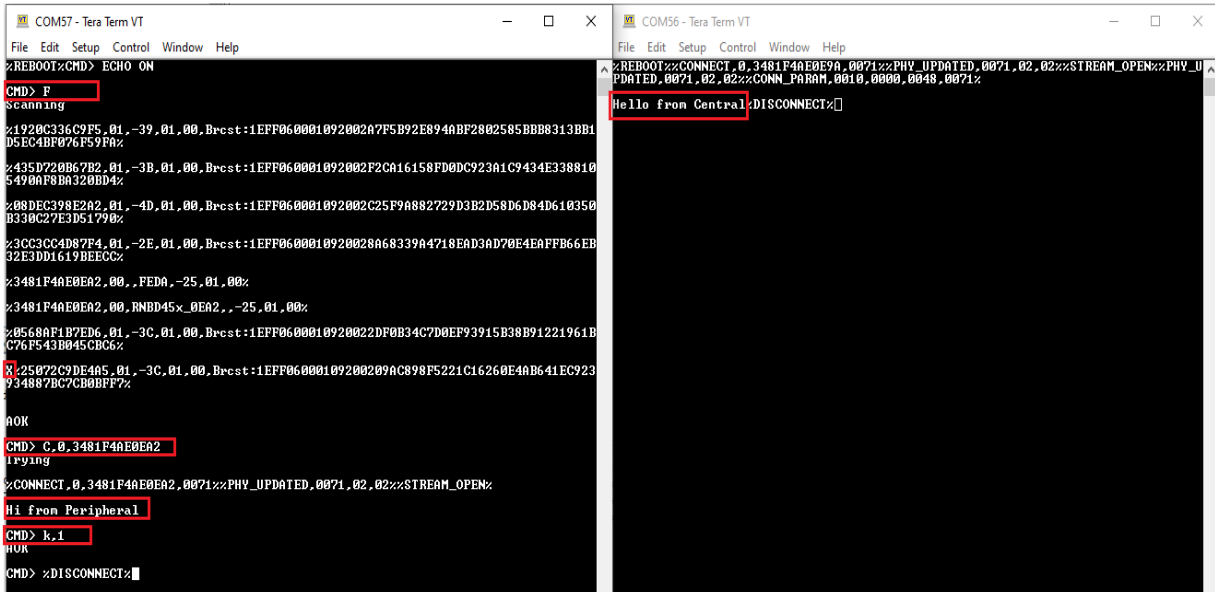 COM57 - Tera Term VT
File Edit Setup Control Window Help
%REBOOT%CMD> ECHO ON
CMD> F
Scanning
%1920C336C9F5,01,-39,01,00,Brcst:1EFF060001092002A7F5B92E894ABF2802585BBB8313BB1
D5EC4BF076F59FA%
%435D720B67B2,01,-3B,01,00,Brcst:1EFF060001092002F2CA16158FD0DC923A1C9434E338810
5490AF8BA320BD4%
%08DEC398E2A2,01,-4D,01,00,Brcst:1EFF060001092002C25F9A882729D3B2D58D6D84D610350
B330C27E3D51790%
%3CC3CC4D87F4,01,-2E,01,00,Brcst:1EFF0600010920028A68339A4718EAD3AD70E4EAFFB66EB
32E3DD1619BEECC%
%3481F4AE0EA2,00,,FEDA,-25,01,00%
%3481F4AE0EA2,00,RNBD45x_0EA2,,-25,01,00%
%0568AF1B7ED6,01,-3C,01,00,Brcst:1EFF0600010920022DF0B34C7D0EF93915B38B91221961B
C76F543B045CBC6%
X%25072C9DE4A5,01,-3C,01,00,Brcst:1EFF060001092002 09AC898F5221C16260E4AB641EC923
934887BC7CB0BFF7%
AOK
CMD> C,0,3481F4AE0EA2
Trying
%CONNECT,0,3481F4AE0EA2,0071%%PHY_UPDATED,0071,02,02%%STREAM_OPEN%
Hi from Peripheral
CMD> k,1
AOK
CMD> %DISCONNECT%
COM56 - Tera Term VT
File Edit Setup Control Window Help
%REBOOT%%CONNECT,0,3481F4AE0E9A,0071%%PHY_UPDATED,0071,02,02%%STREAM_OPEN%%PHY_U
PDATED,0071,02,02%%CONN_PARAM,0010,0000,0048,0071%
Hello from Central%DISCONNECT%